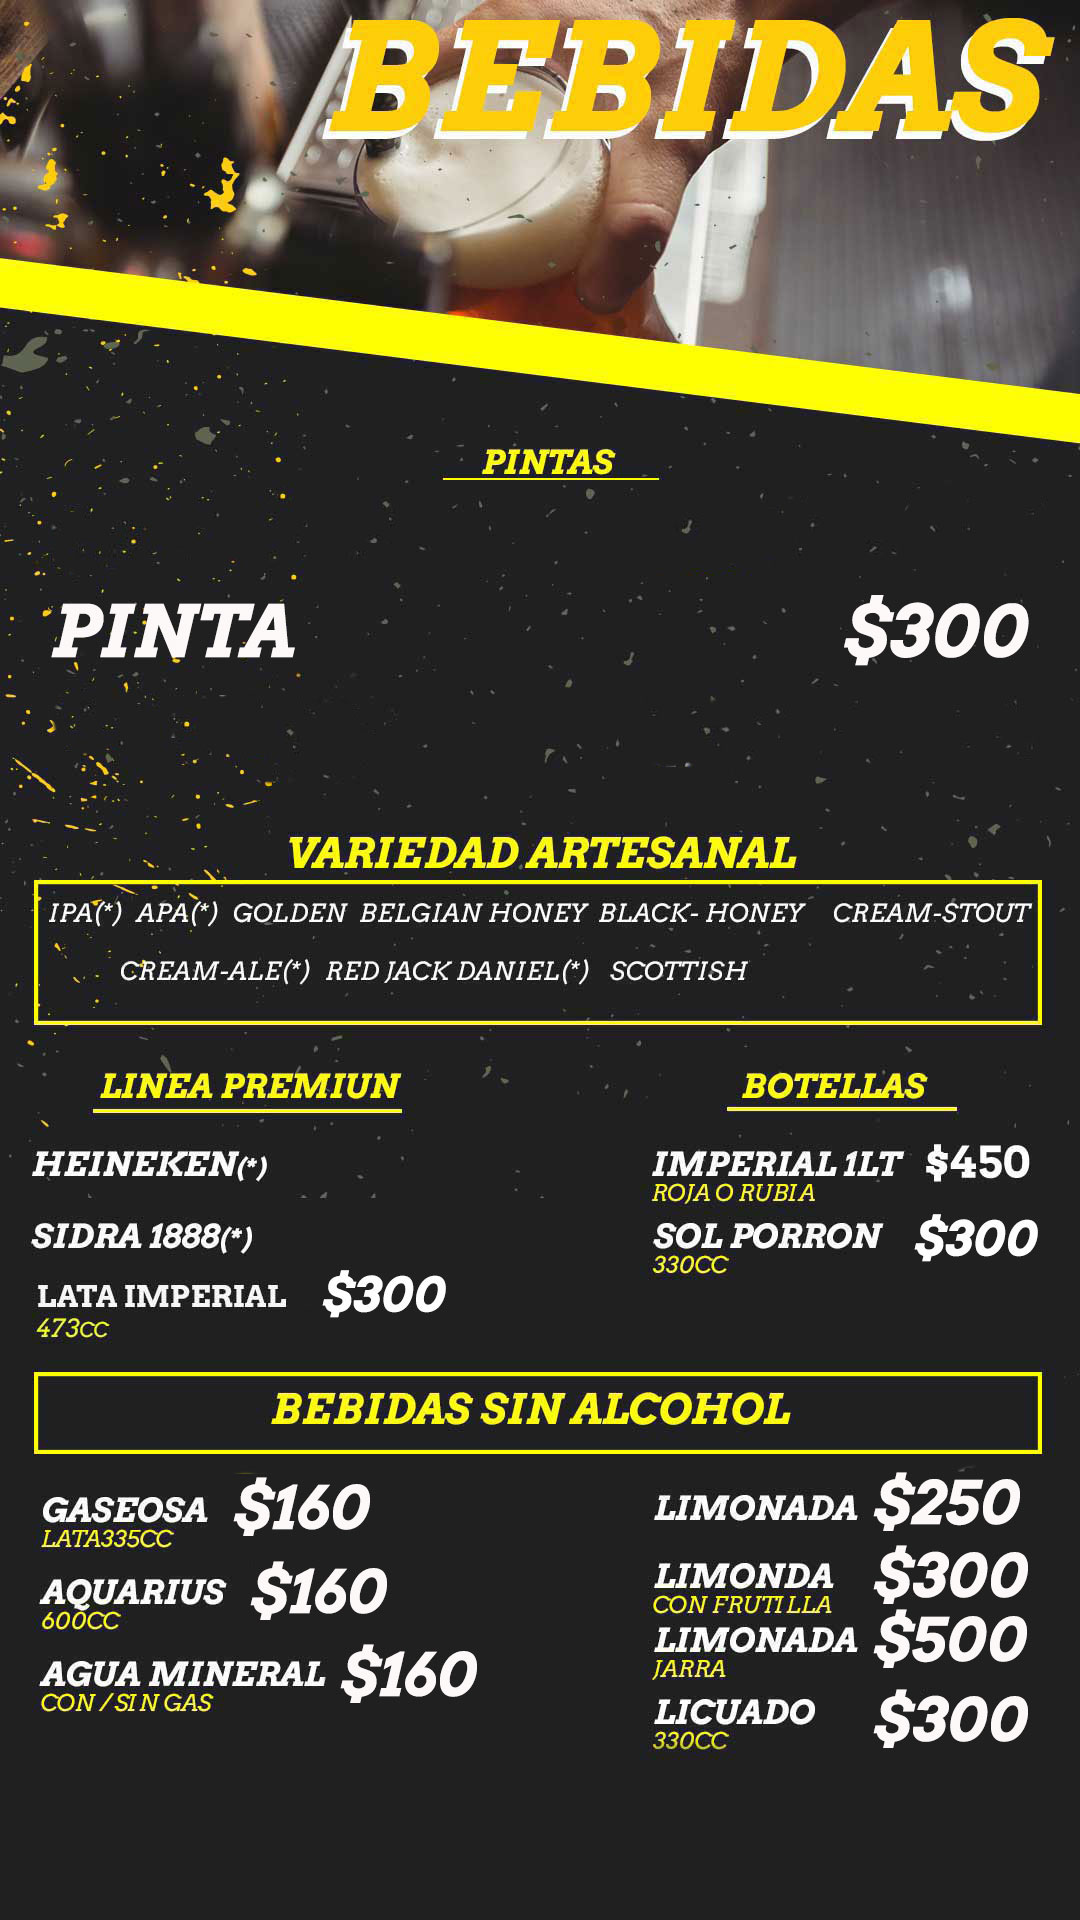 BEBIDAS
PINTAS
PINTA $300
VARIEDAD ARTESANAL
IPA(*) APA(*) GOLDEN BELGIAN HONEY BLACK- HONEY CREAM-STOUT
CREAM-ALE(*) RED JACK DANIEL(*) SCOTTISH
LINEA PREMIUN
HEINEKEN(*)
SIDRA 1888(*)
LATA IMPERIAL $300
473CC
BOTELLAS
IMPERIAL 1LT $450
ROJA O RUBIA
SOL PORRON $300
330CC
BEBIDAS SIN ALCOHOL
GASEOSA $160
LATA335CC
AQUARIUS $160
600CC
AGUA MINERAL $160
CON / SIN GAS
LIMONADA $250
LIMONDA $300
CON FRUTILLA
LIMONADA $500
JARRA
LICUADO $300
330CC